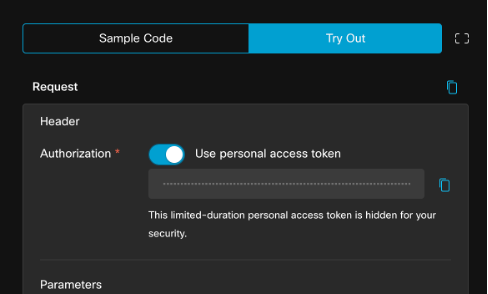 Sample Code
Try Out
Request
Header
Authorization *
Use personal access token
This limited-duration personal access token is hidden for your
security.
Parameters